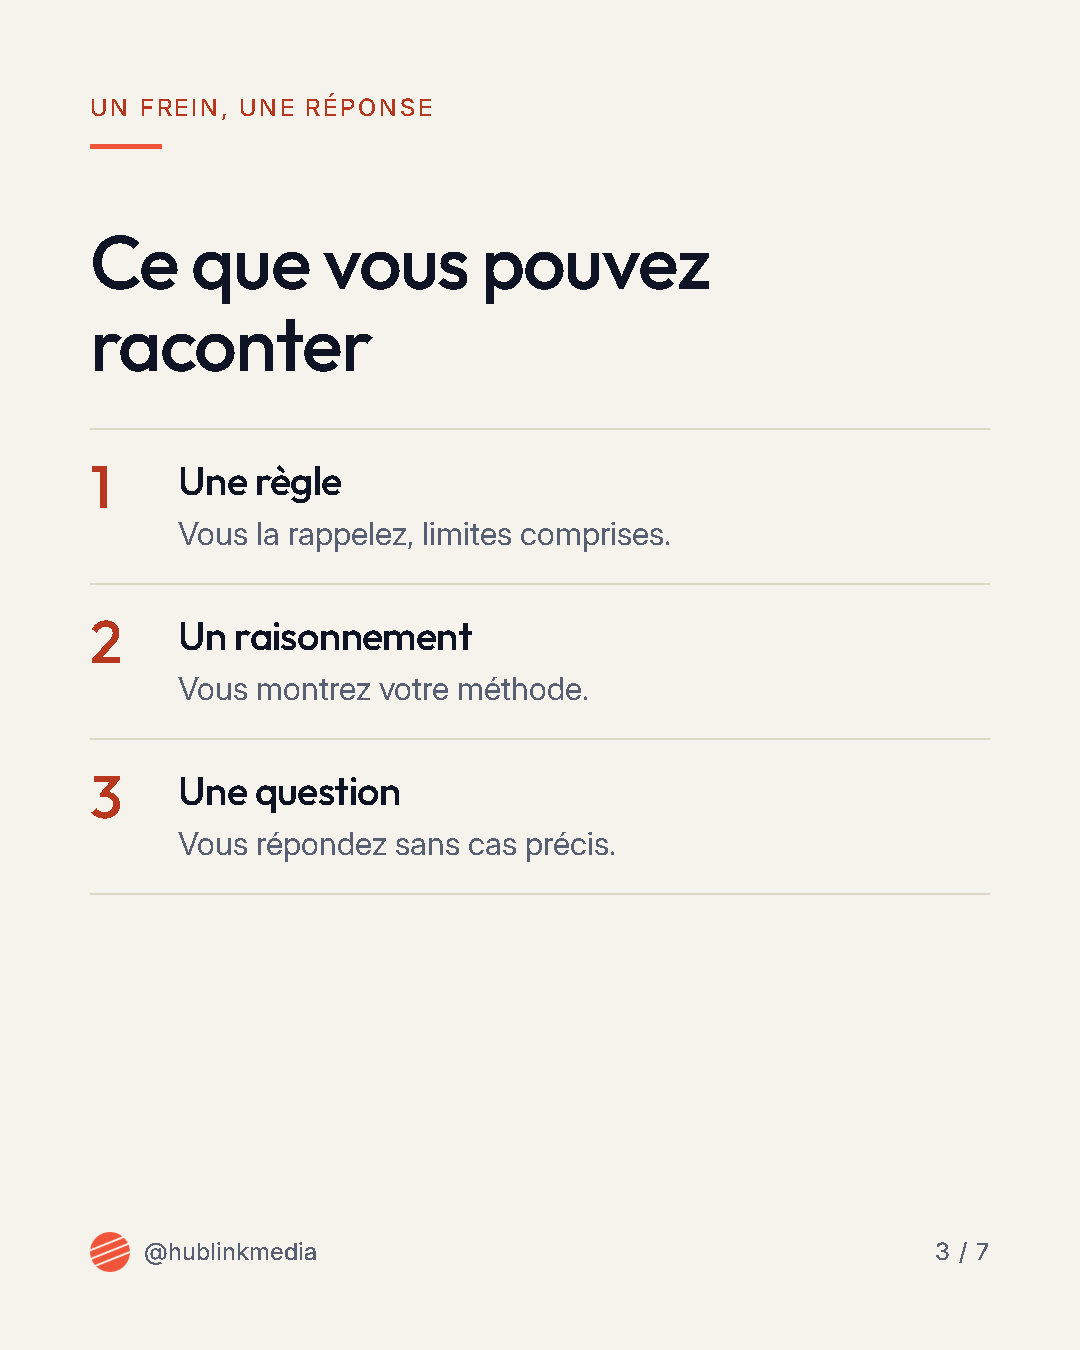 UN FREIN, UNE RÉPONSE
Ce que vous pouvez
raconter
1
Une règle
Vous la rappelez, limites comprises.
2
Un raisonnement
Vous montrez votre méthode.
3
Une question
Vous répondez sans cas précis.
@hublinkmedia
3 / 7